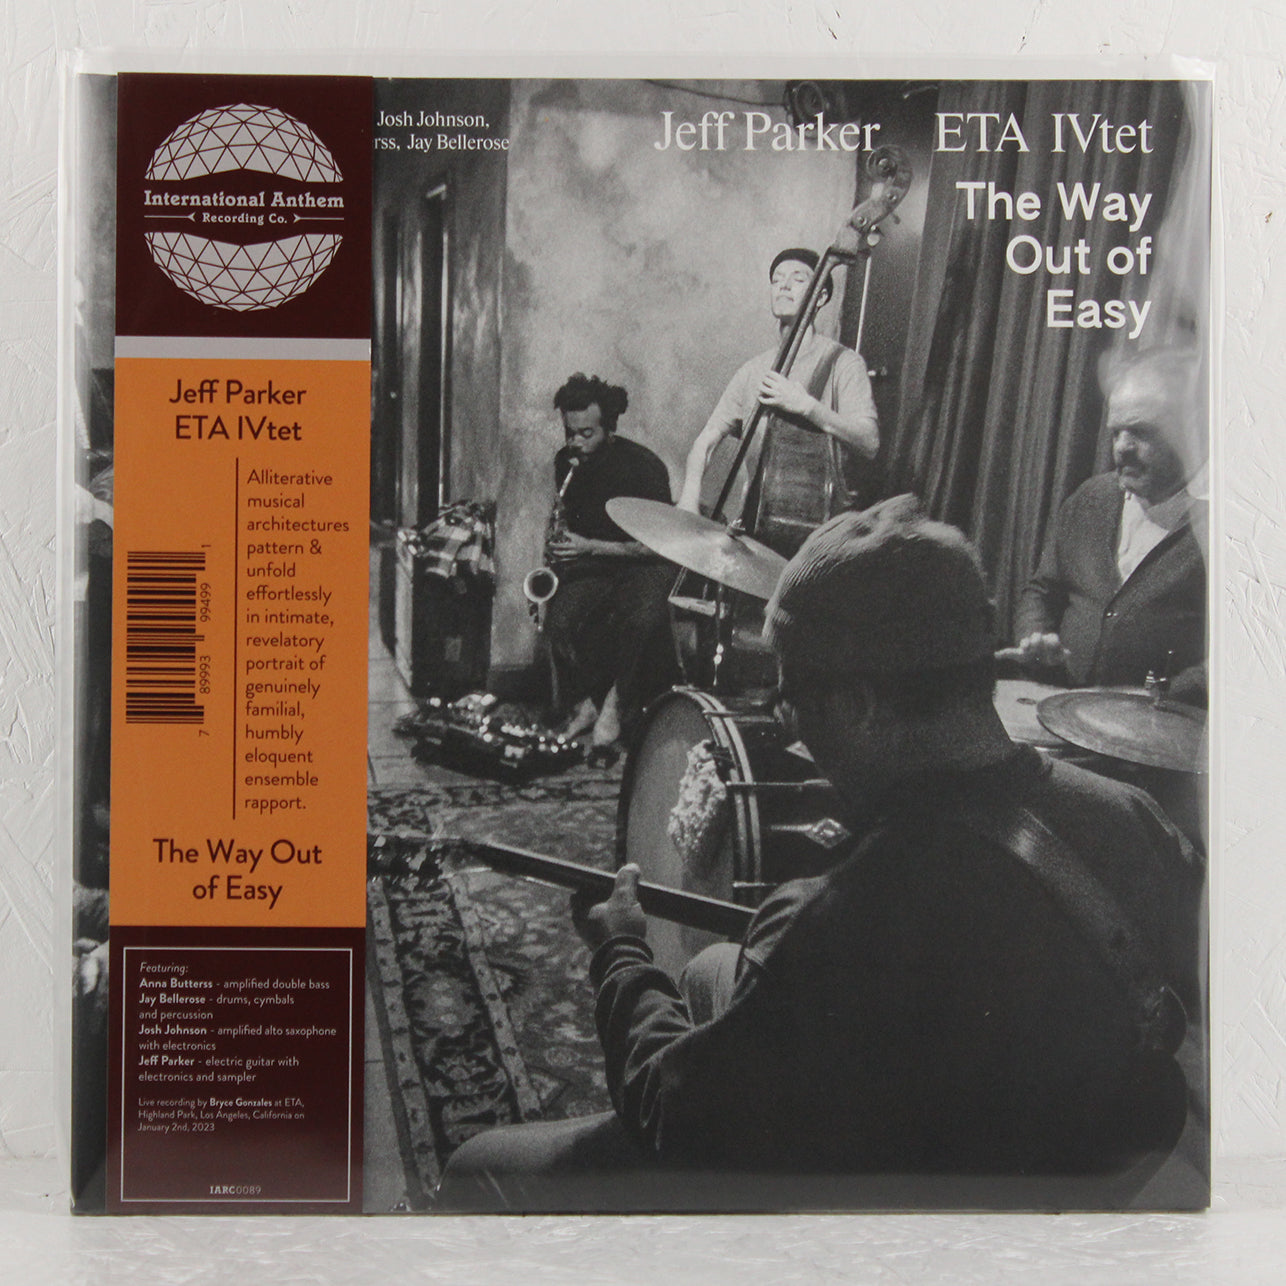 International Anthem
Recording Co.
Jeff Parker
ETA IVtet
Alliterative
musical
architectures
pattern &
unfold
effortlessly
in intimate,
revelatory
portrait of
genuinely
familial,
humbly
eloquent
ensemble
rapport.
7 89993 99499 1
The Way Out
of Easy
Featuring:
Anna Butterss - amplified double bass
Jay Bellerose - drums, cymbals
and percussion
Josh Johnson - amplified alto saxophone
with electronics
Jeff Parker - electric guitar with
electronics and sampler
Live recording by Bryce Gonzales at ETA,
Highland Park, Los Angeles, California on
January 2nd, 2023
IARC0089
Josh Johnson,
rss, Jay Bellerose
Jeff Parker ETA IVtet
The Way
Out of
Easy